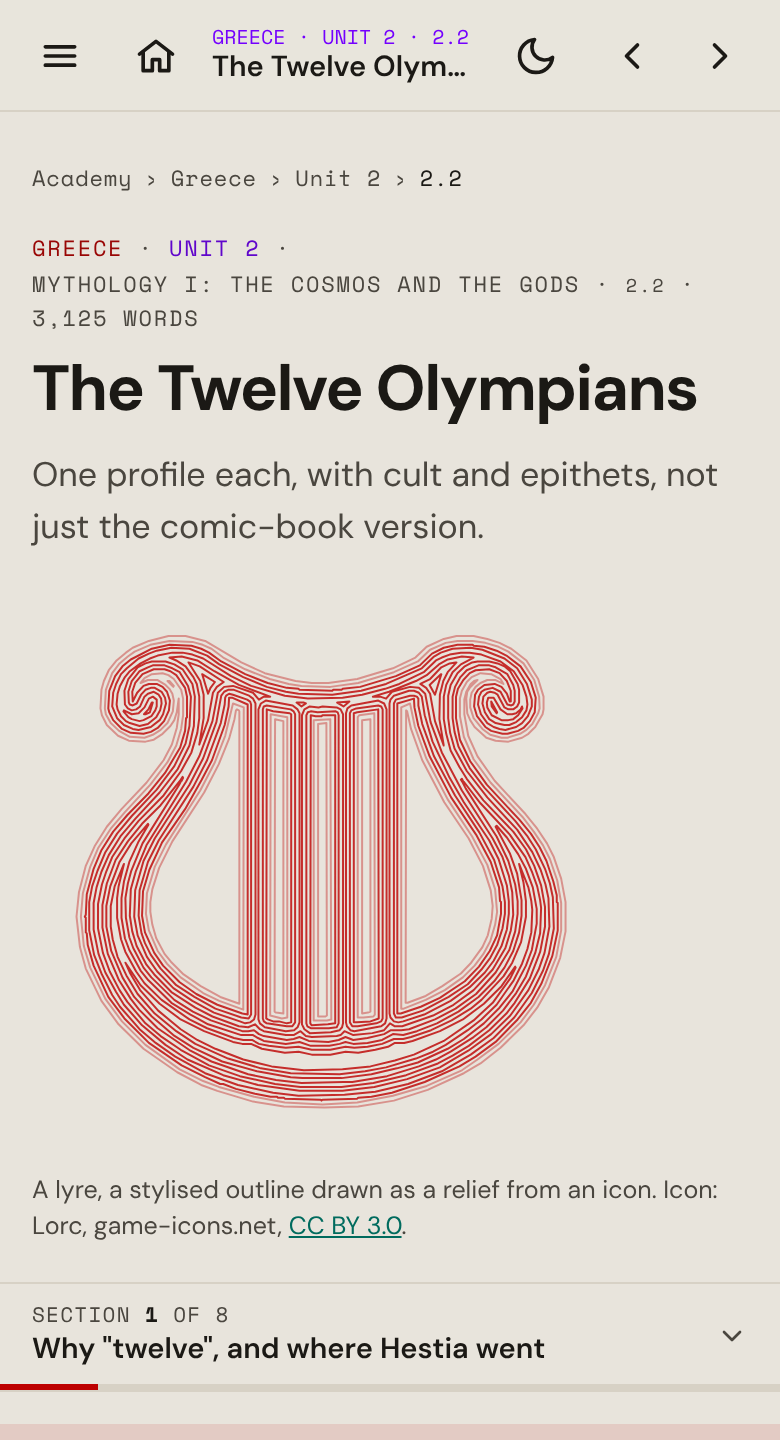 GREECE · UNIT 2 · 2.2
The Twelve Olym…
Academy › Greece › Unit 2 › 2.2
GREECE · UNIT 2 ·
MYTHOLOGY I: THE COSMOS AND THE GODS · 2.2 ·
3,125 WORDS
The Twelve Olympians
One profile each, with cult and epithets, not
just the comic-book version.
A lyre, a stylised outline drawn as a relief from an icon. Icon:
Lorc, game-icons.net, CC BY 3.0.
SECTION 1 OF 8
Why "twelve", and where Hestia went